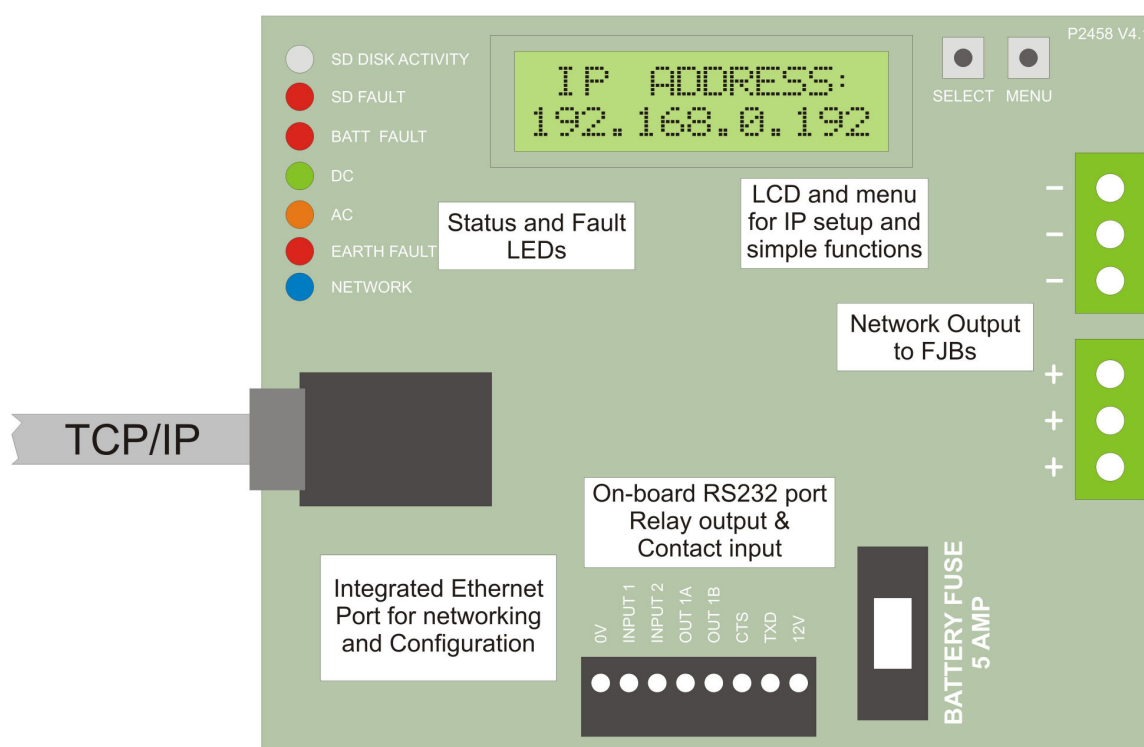 P2458 V4.
SD DISK ACTIVITY
SD FAULT
BATT FAULT
DC
AC
EARTH FAULT
NETWORK
IP ADDRESS:
192.168.0.192
SELECT
MENU
Status and Fault
LEDs
LCD and menu
for IP setup and
simple functions
−
−
−
Network Output
to FJBs
+
+
+
TCP/IP
On-board RS232 port
Relay output &
Contact input
Integrated Ethernet
Port for networking
and Configuration
0V
INPUT 1
INPUT 2
OUT 1A
OUT 1B
CTS
TXD
12V
BATTERY FUSE
5 AMP